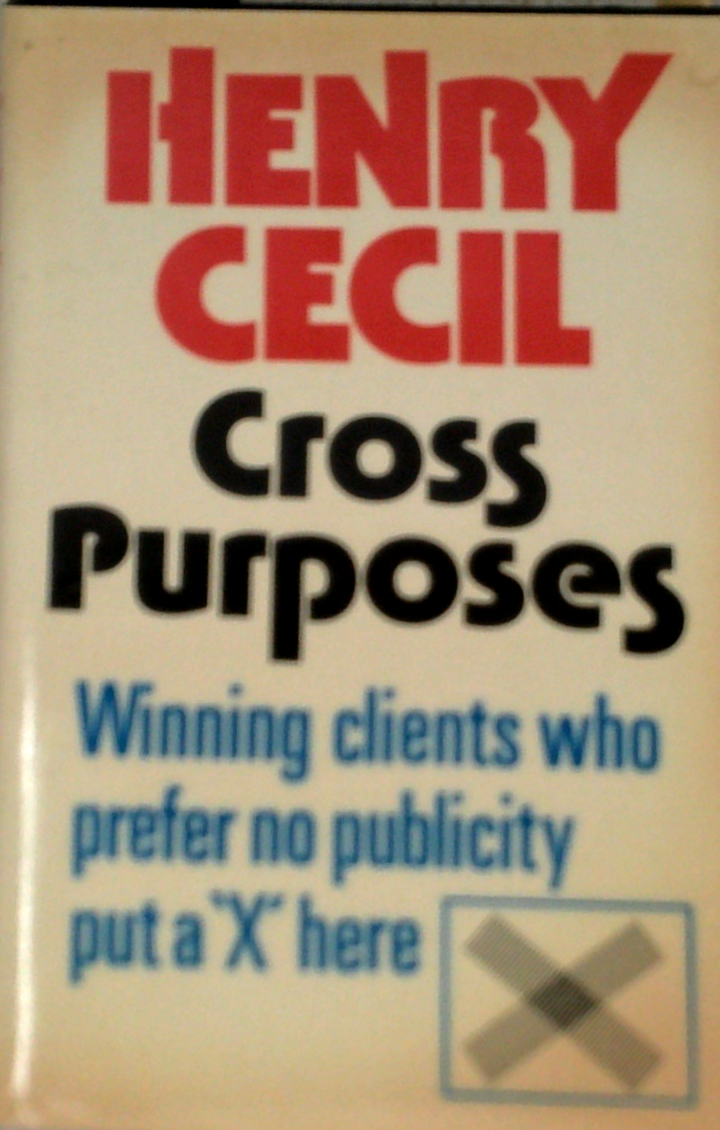 HENRY
CECIL
Cross
Purposes
Winning clients who
prefer no publicity
put a "X" here